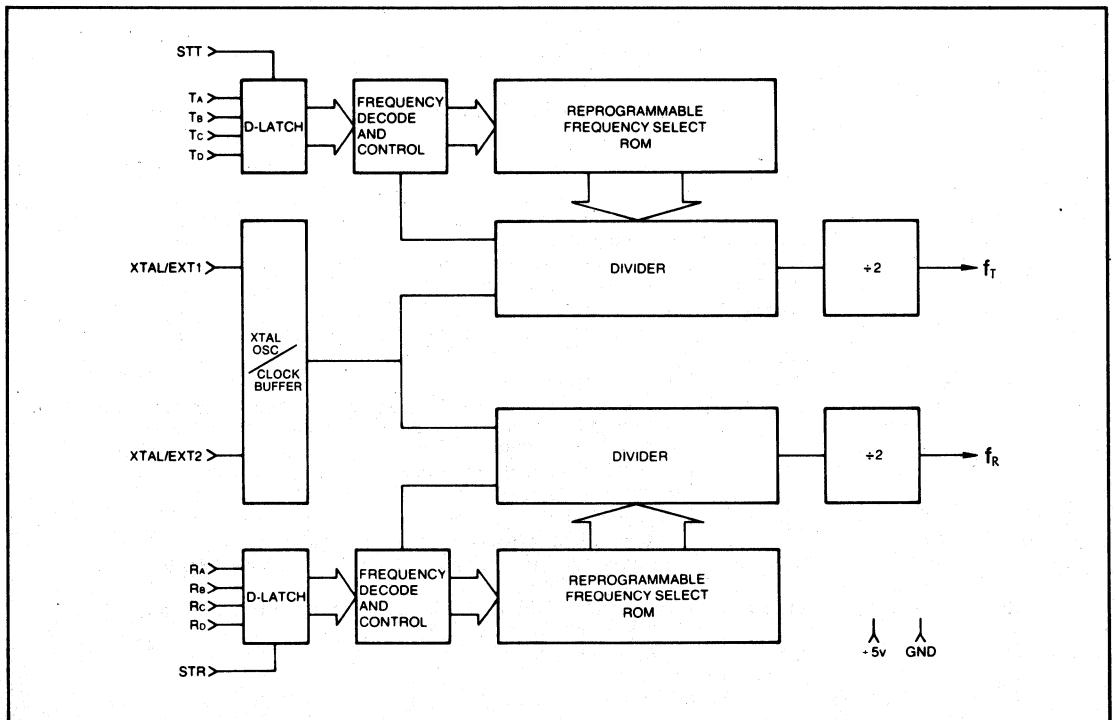 STT
TA
TB
TC
TD
D-LATCH
FREQUENCY
DECODE
AND
CONTROL
REPROGRAMMABLE
FREQUENCY SELECT
ROM
XTAL/EXT1
XTAL
OSC
CLOCK
BUFFER
DIVIDER
÷2
fT
XTAL/EXT2
DIVIDER
÷2
fR
RA
RB
RC
RD
D-LATCH
FREQUENCY
DECODE
AND
CONTROL
REPROGRAMMABLE
FREQUENCY SELECT
ROM
STR
+5v GND